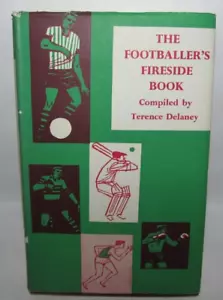 THE
FOOTBALLER'S
FIRESIDE
BOOK
Compiled by
Terence Delaney